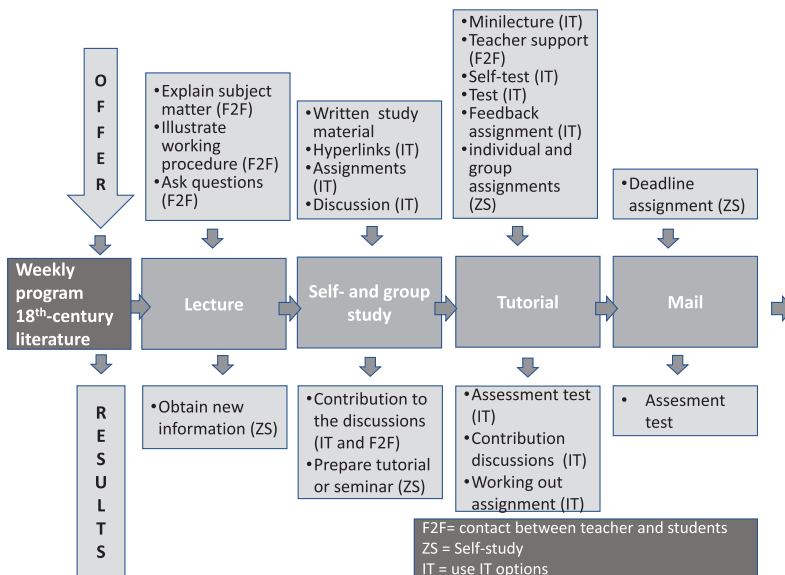 O
F
F
E
R
•Explain subject
matter (F2F)
•Illustrate
working
procedure (F2F)
•Ask questions
(F2F)
•Written study
material
•Hyperlinks (IT)
•Assignments
(IT)
•Discussion (IT)
•Minilecture (IT)
•Teacher support
(F2F)
•Self-test (IT)
•Test (IT)
•Feedback
assignment (IT)
•individual and
group
assignments
(ZS)
•Deadline
assignment (ZS)
Weekly
program
18th-century
literature
Lecture
Self- and group
study
Tutorial
Mail
R
E
S
U
L
T
S
•Obtain new
information (ZS)
•Contribution to
the discussions
(IT and F2F)
•Prepare tutorial
or seminar (ZS)
•Assessment test
(IT)
•Contribution
discussions (IT)
•Working out
assignment (IT)
• Assesment
test
F2F= contact between teacher and students
ZS = Self-study
IT = use IT options